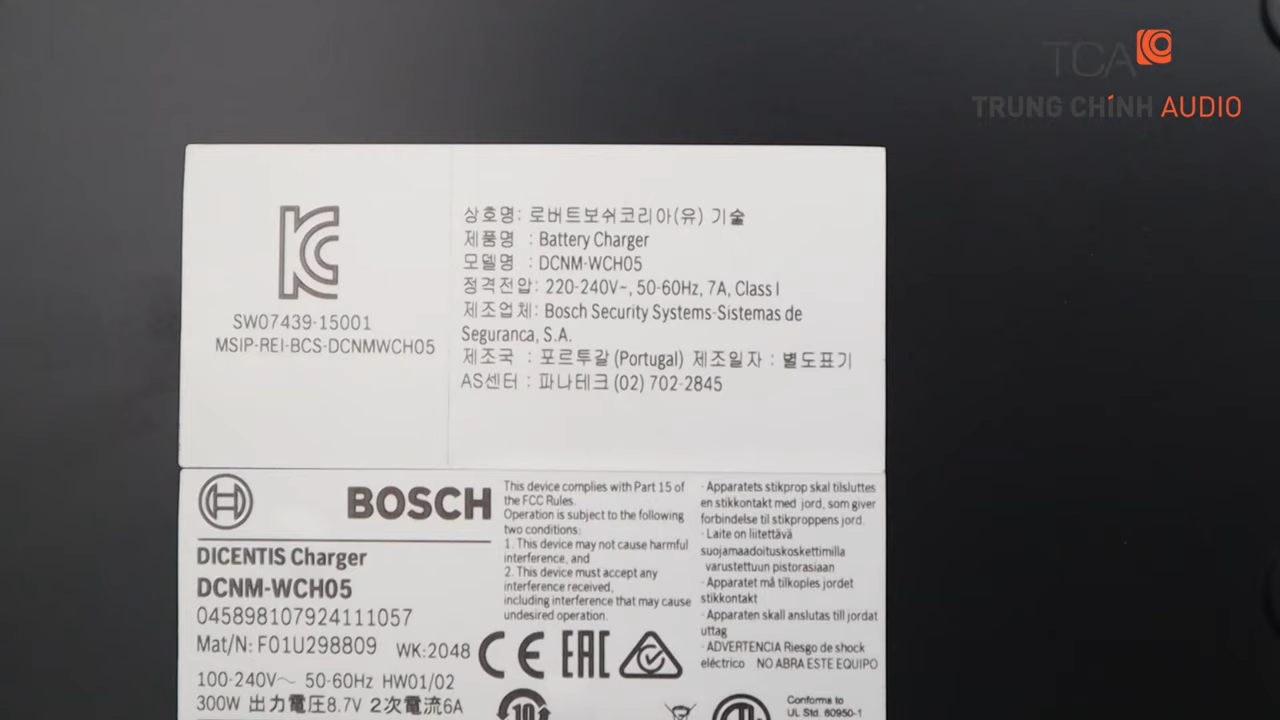 TCA
TRUNG CHÍNH AUDIO
SW07439-15001
MSIP-REI-BCS-DCNMWCH05
상호명: 로버트보쉬코리아(유) 기술
제품명 : Battery Charger
모델명 : DCNM-WCH05
정격전압: 220-240V~, 50-60Hz, 7A, Class I
제조업체: Bosch Security Systems-Sistemas de
Seguranca, S.A.
제조국 : 포르투갈 (Portugal) 제조일자 : 별도표기
AS센터 : 파나테크 (02) 702-2845
BOSCH
DICENTIS Charger
DCNM-WCH05
045898107924111057
Mat/N: F01U298809 WK:2048
100-240V~ 50-60Hz HW01/02
300W 出力電圧8.7V 2次電流6A
This device complies with Part 15 of
the FCC Rules.
Operation is subject to the following
two conditions:
1. This device may not cause harmful
interference, and
2. This device must accept any
interference received,
including interference that may cause
undesired operation.
CE EAC
10
· Apparatets stikprop skal tilsluttes
en stikkontakt med jord, som giver
forbindelse til stikproppens jord.
· Laite on liitettävä
suojamaadoituskoskettimilla
varustettuun pistorasiaan
· Apparatet må tilkoples jordet
stikkontakt
· Apparaten skall anslutas till jordat
uttag
· ADVERTENCIA Riesgo de shock
eléctrico NO ABRA ESTE EQUIPO
Conforms to
UL Std. 60950-1